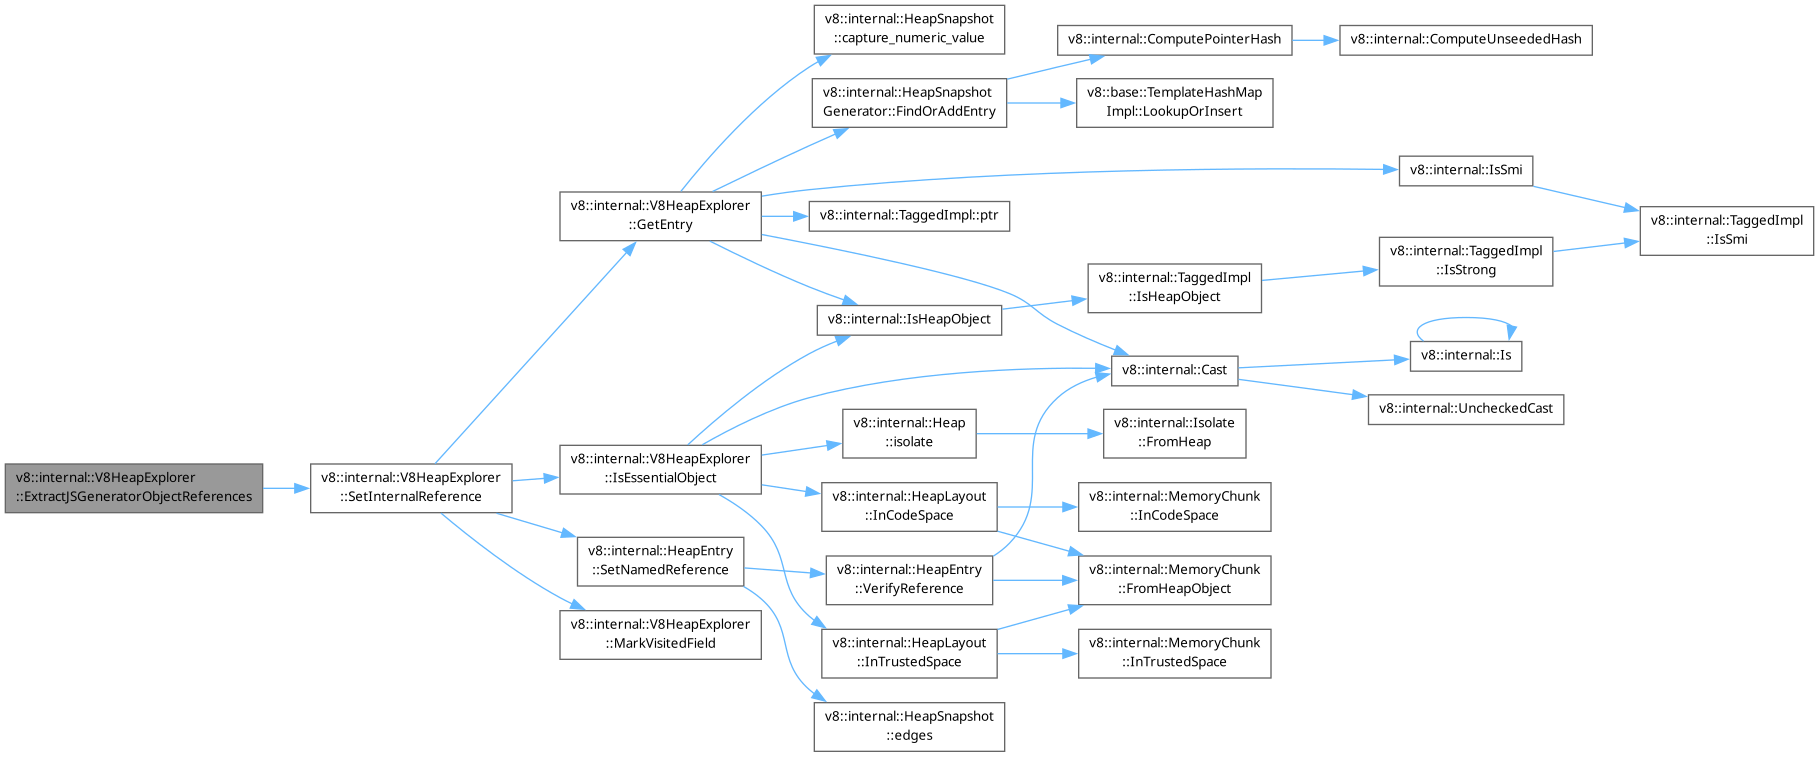 v8::internal::V8HeapExplorer
::ExtractJSGeneratorObjectReferences
v8::internal::V8HeapExplorer
::SetInternalReference
v8::internal::V8HeapExplorer
::GetEntry
v8::internal::HeapSnapshot
::capture_numeric_value
v8::internal::HeapSnapshot
Generator::FindOrAddEntry
v8::internal::ComputePointerHash
v8::internal::ComputeUnseededHash
v8::base::TemplateHashMap
Impl::LookupOrInsert
v8::internal::IsSmi
v8::internal::TaggedImpl
::IsSmi
v8::internal::TaggedImpl::ptr
v8::internal::IsHeapObject
v8::internal::TaggedImpl
::IsHeapObject
v8::internal::TaggedImpl
::IsStrong
v8::internal::Cast
v8::internal::Is
v8::internal::UncheckedCast
v8::internal::V8HeapExplorer
::IsEssentialObject
v8::internal::Heap
::isolate
v8::internal::Isolate
::FromHeap
v8::internal::HeapLayout
::InCodeSpace
v8::internal::MemoryChunk
::InCodeSpace
v8::internal::HeapEntry
::SetNamedReference
v8::internal::HeapEntry
::VerifyReference
v8::internal::MemoryChunk
::FromHeapObject
v8::internal::V8HeapExplorer
::MarkVisitedField
v8::internal::HeapLayout
::InTrustedSpace
v8::internal::MemoryChunk
::InTrustedSpace
v8::internal::HeapSnapshot
::edges